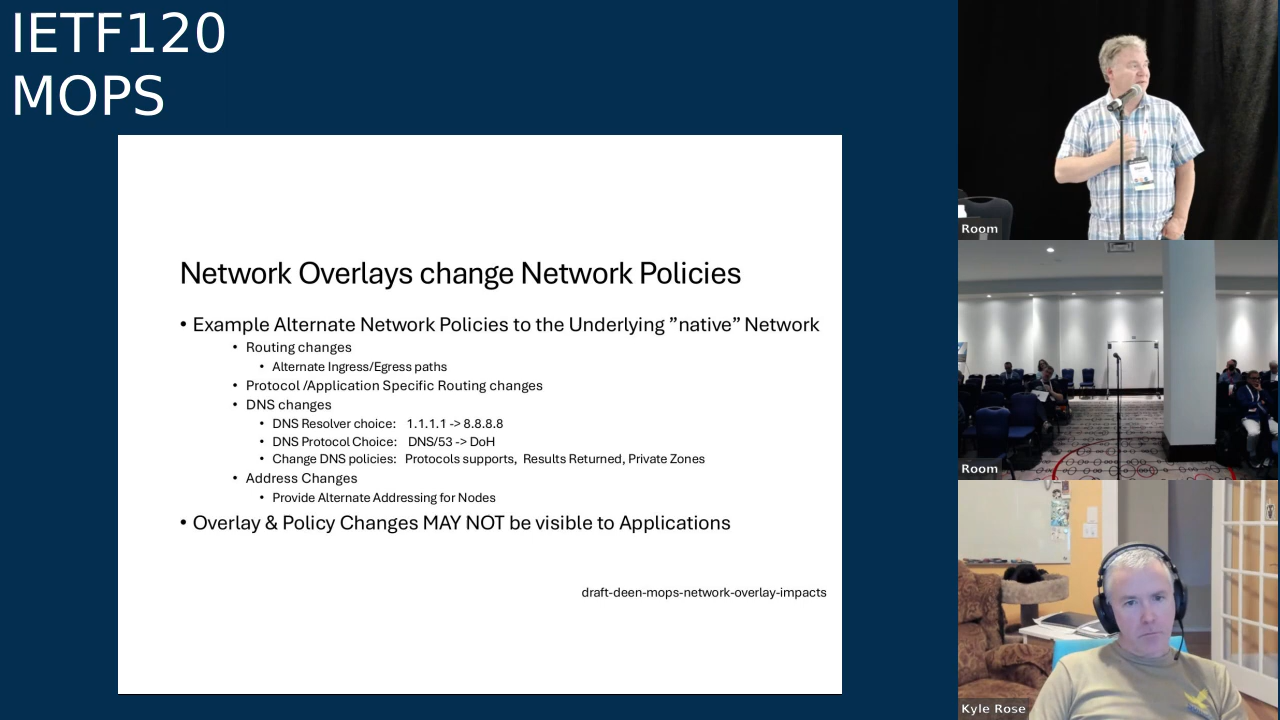 IETF120
MOPS
Network Overlays change Network Policies
• Example Alternate Network Policies to the Underlying ”native” Network
• Routing changes
• Alternate Ingress/Egress paths
• Protocol /Application Specific Routing changes
• DNS changes
• DNS Resolver choice: 1.1.1.1 -> 8.8.8.8
• DNS Protocol Choice: DNS/53 -> DoH
• Change DNS policies: Protocols supports, Results Returned, Private Zones
• Address Changes
• Provide Alternate Addressing for Nodes
• Overlay & Policy Changes MAY NOT be visible to Applications
draft-deen-mops-network-overlay-impacts
Room
Room
Kyle Rose